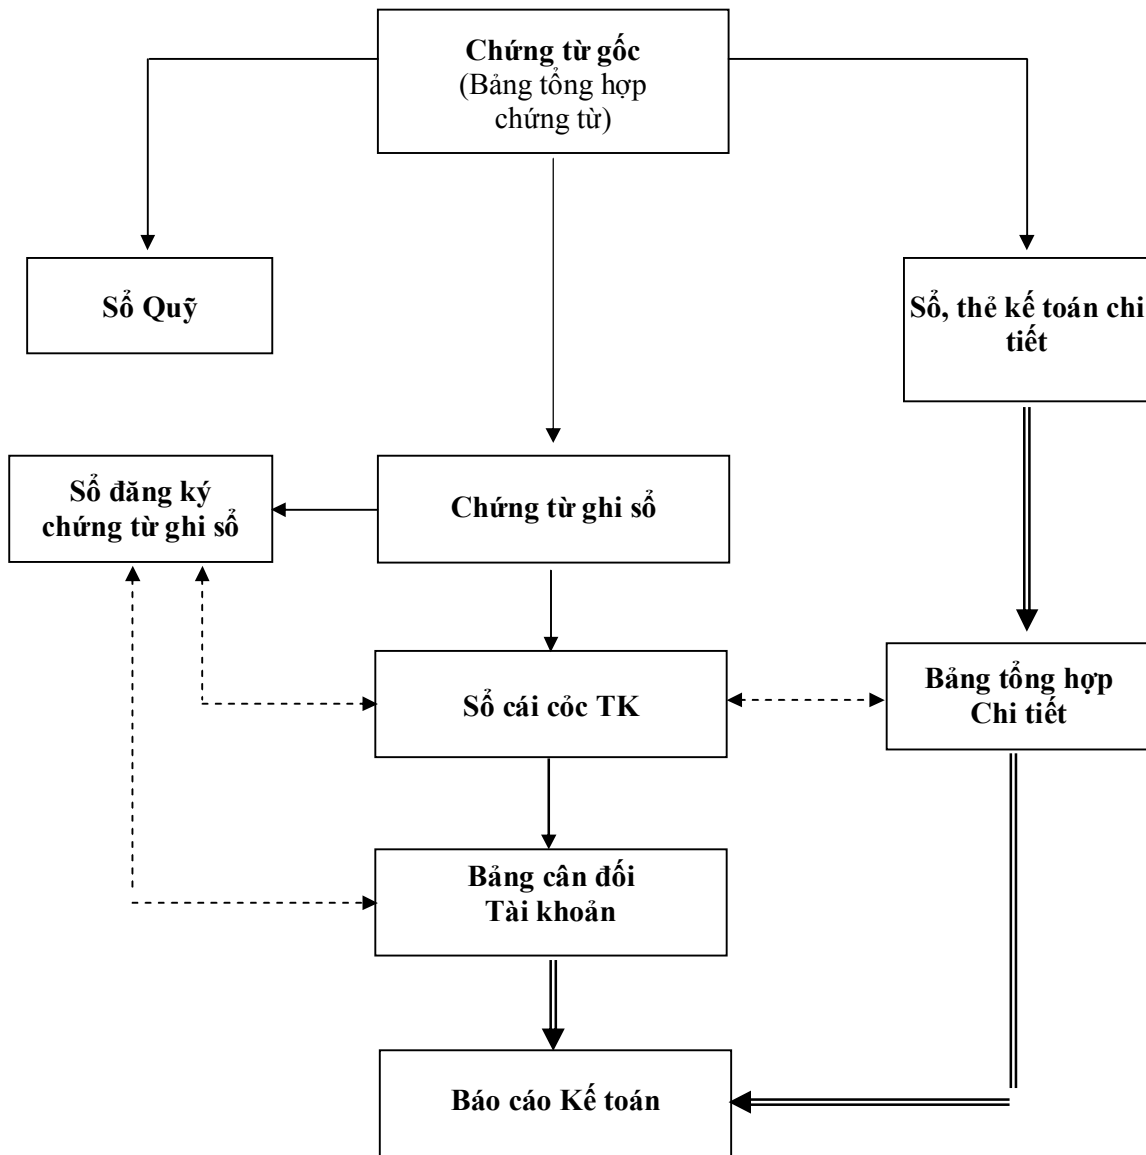 Chứng từ gốc
(Bảng tổng hợp
chứng từ)
Sổ Quỹ
Sổ, thẻ kế toán chi
tiết
Sổ đăng ký
chứng từ ghi sổ
Chứng từ ghi sổ
Sổ cái cỏc TK
Bảng tổng hợp
Chi tiết
Bảng cân đối
Tài khoản
Báo cáo Kế toán